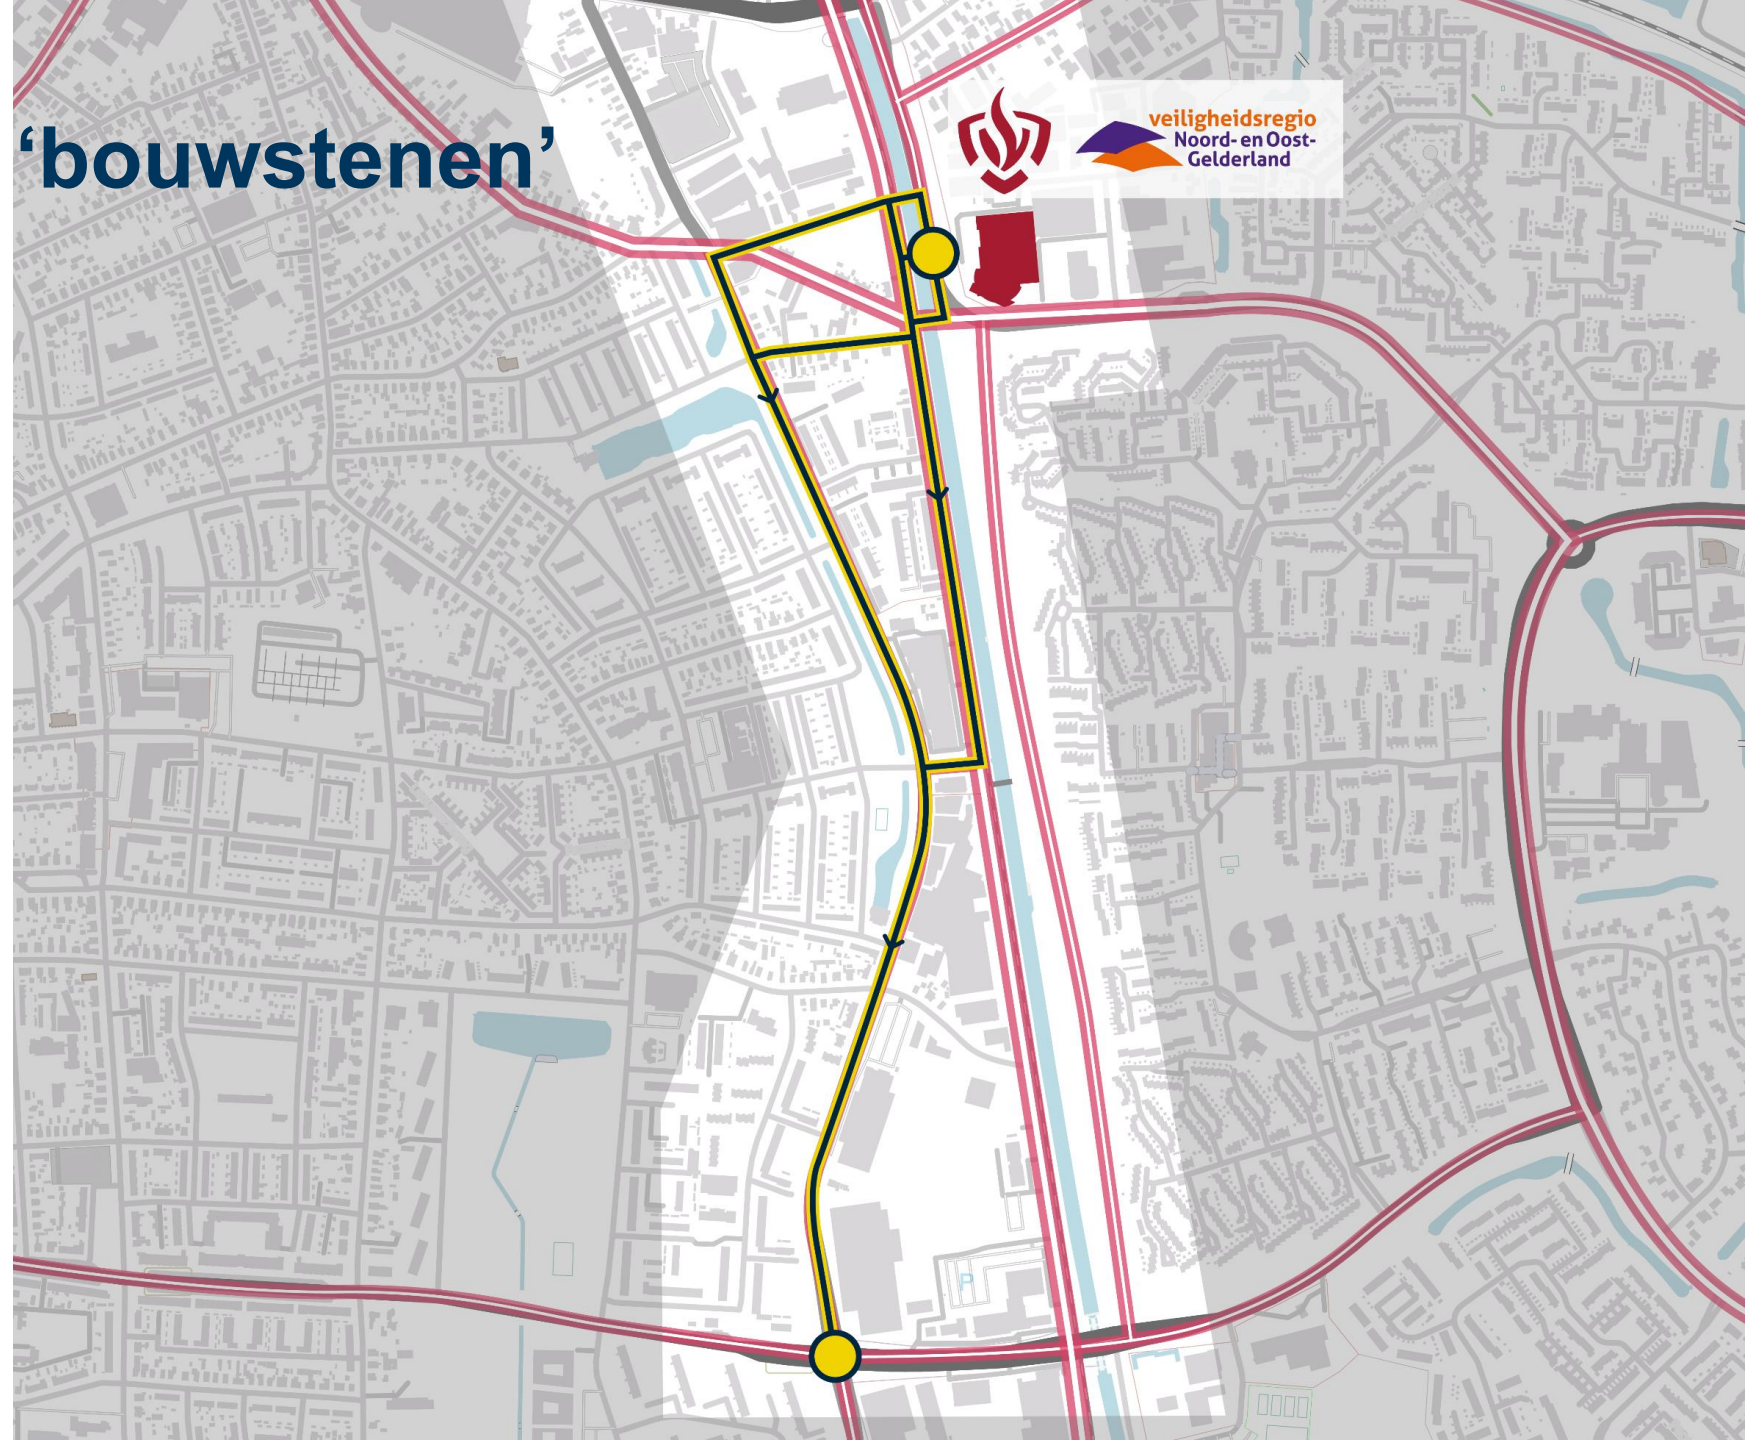 ‘bouwstenen’
veiligheidsregio
Noord- en Oost-
Gelderland
P